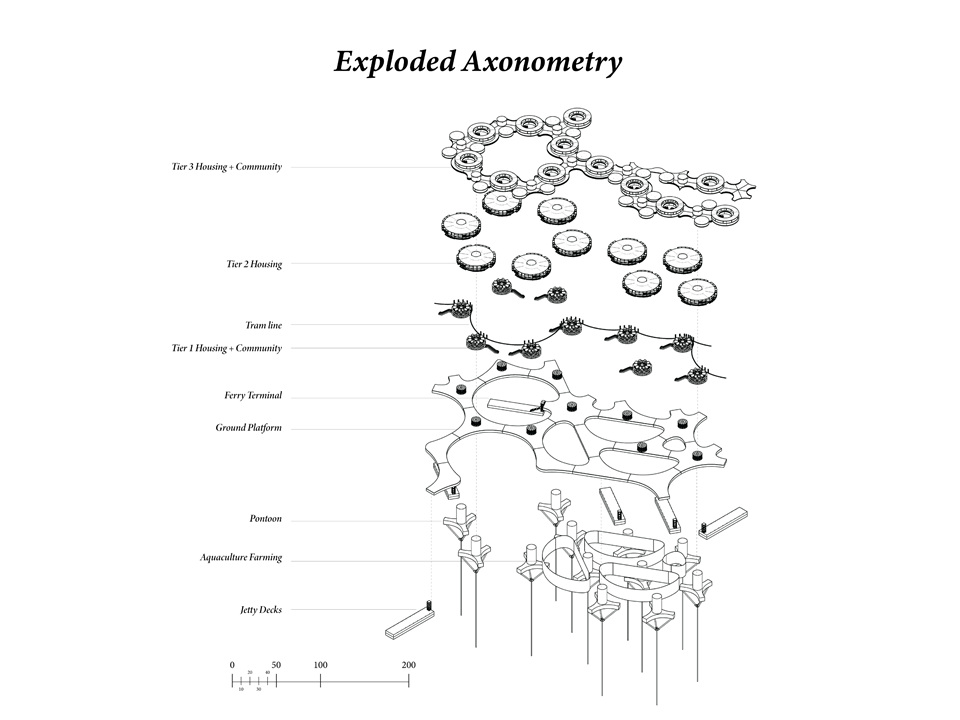 Exploded Axonometry
Tier 3 Housing + Community
Tier 2 Housing
Tram line
Tier 1 Housing + Community
Ferry Terminal
Ground Platform
Pontoon
Aquaculture Farming
Jetty Decks
0 50 100 200
20 40
10 30